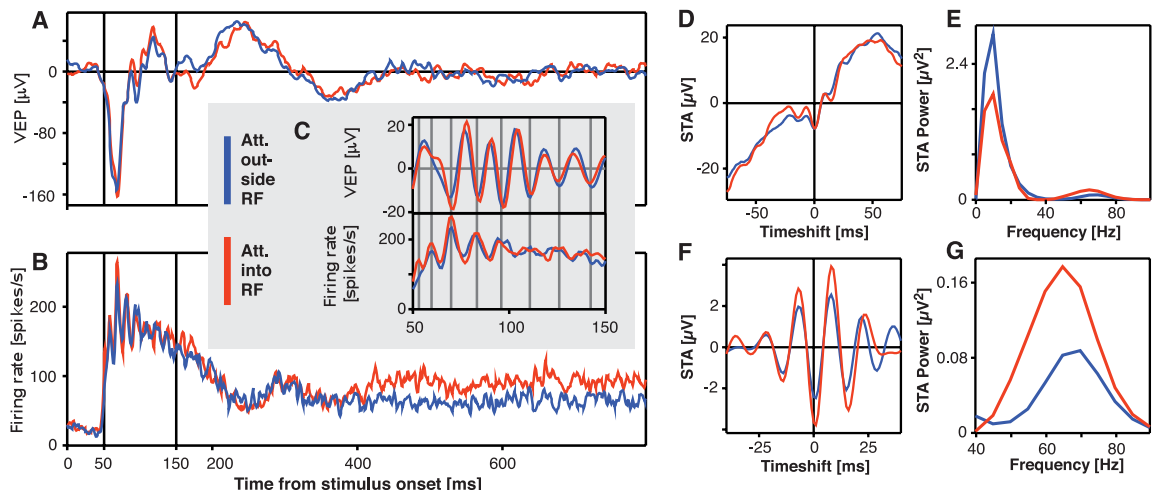 A
VEP [µV]
0
-80
-160
B
Firing rate [spikes/s]
200
100
0
0
50
150
200
400
600
Time from stimulus onset [ms]
Att.
out-
side
RF
Att.
into
RF
C
VEP [µV]
20
0
-20
Firing rate
[spikes/s]
200
0
50
100
150
D
STA [µV]
20
0
-20
-50
0
50
Timeshift [ms]
E
STA Power [µV2]
2.4
0
0
40
80
Frequency [Hz]
F
STA [µV]
2
0
-2
-25
0
25
Timeshift [ms]
G
STA Power [µV2]
0.16
0.08
0
40
60
80
Frequency [Hz]